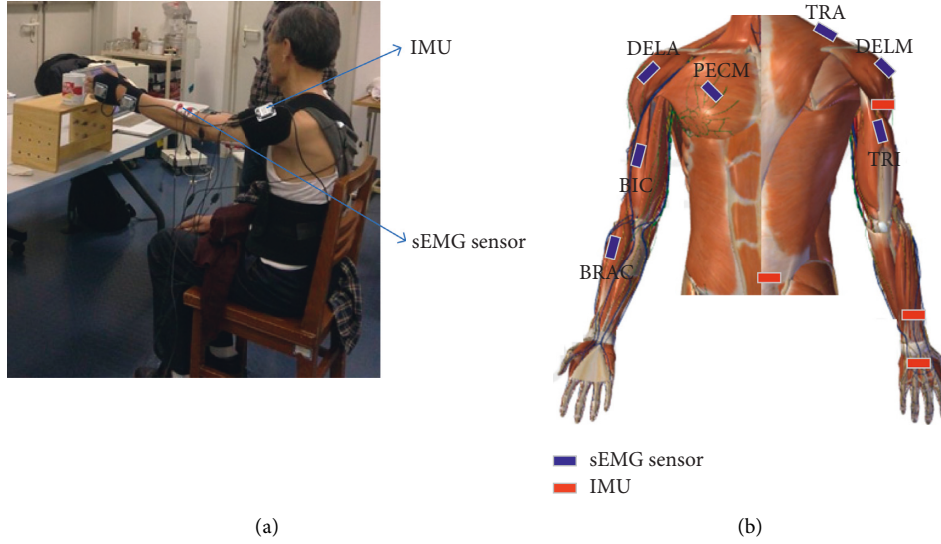 IMU
sEMG sensor
(a)
TRA
DELA
DELM
PECM
TRI
BIC
BRAC
sEMG sensor
IMU
(b)